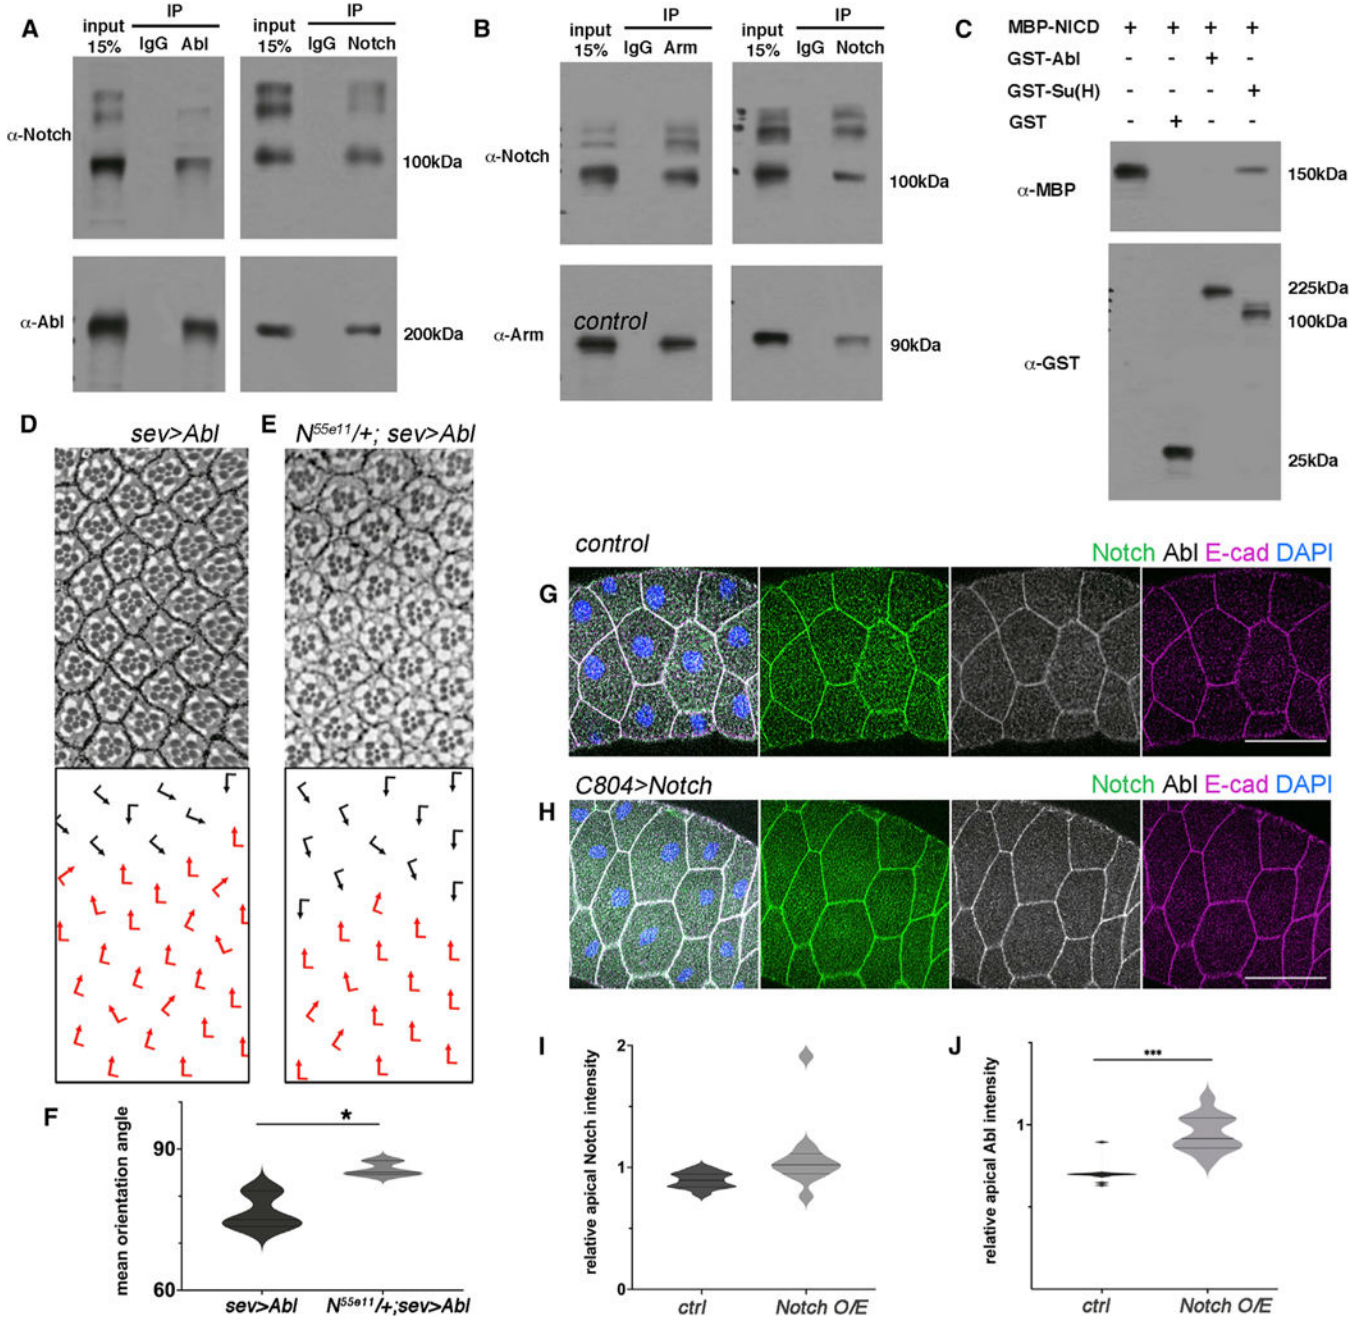 A
input
15%
IP
IgG Abl
input
15%
IP
IgG Notch
α-Notch
100kDa
α-Abl
200kDa
B
input
15%
IP
IgG Arm
input
15%
IP
IgG Notch
α-Notch
100kDa
control
α-Arm
90kDa
C
MBP-NICD + + + +
GST-Abl - - + -
GST-Su(H) - - - +
GST - + - -
α-MBP
150kDa
225kDa
100kDa
α-GST
25kDa
D
sev>Abl
E
N55e11/+; sev>Abl
control
Notch Abl E-cad DAPI
G
C804>Notch
Notch Abl E-cad DAPI
H
F
mean orientation angle
90
60
*
sev>Abl
N55e11/+;sev>Abl
I
relative apical Notch intensity
2
1
0
ctrl
Notch O/E
J
relative apical Abl intensity
1
***
ctrl
Notch O/E